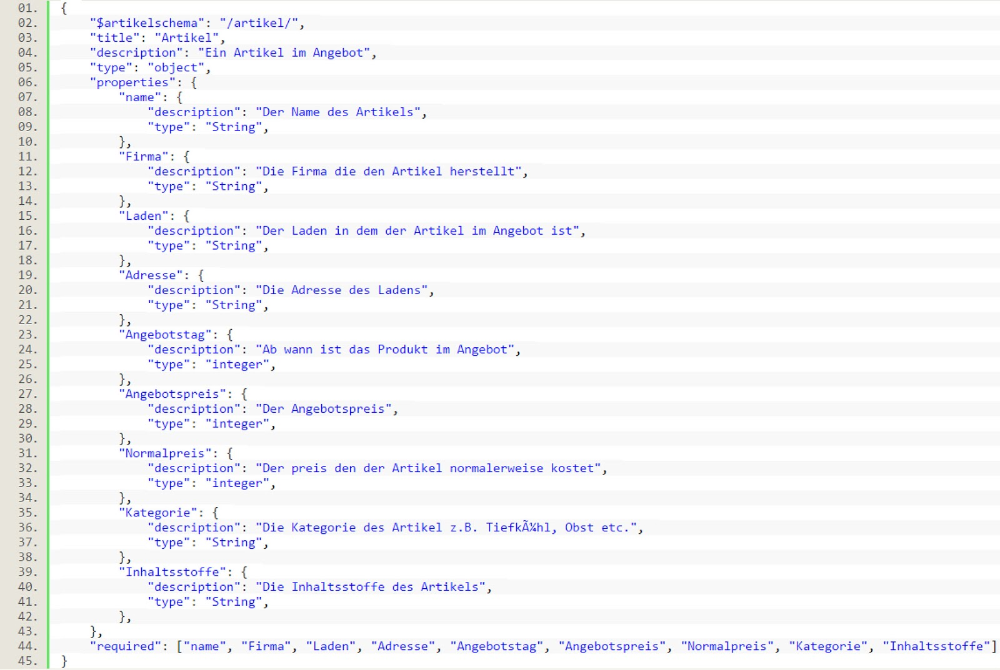 01. {
02.     "$artikelschema": "/artikel/",
03.     "title": "Artikel",
04.     "description": "Ein Artikel im Angebot",
05.     "type": "object",
06.     "properties": {
07.         "name": {
08.             "description": "Der Name des Artikels",
09.             "type": "String",
10.         },
11.         "Firma": {
12.             "description": "Die Firma die den Artikel herstellt",
13.             "type": "String",
14.         },
15.         "Laden": {
16.             "description": "Der Laden in dem der Artikel im Angebot ist",
17.             "type": "String",
18.         },
19.         "Adresse": {
20.             "description": "Die Adresse des Ladens",
21.             "type": "String",
22.         },
23.         "Angebotstag": {
24.             "description": "Ab wann ist das Produkt im Angebot",
25.             "type": "integer",
26.         },
27.         "Angebotspreis": {
28.             "description": "Der Angebotspreis",
29.             "type": "integer",
30.         },
31.         "Normalpreis": {
32.             "description": "Der preis den der Artikel normalerweise kostet",
33.             "type": "integer",
34.         },
35.         "Kategorie": {
36.             "description": "Die Kategorie des Artikel z.B. TiefkÃ¼hl, Obst etc.",
37.             "type": "String",
38.         },
39.         "Inhaltsstoffe": {
40.             "description": "Die Inhaltsstoffe des Artikels",
41.             "type": "String",
42.         },
43.     },
44.     "required": ["name", "Firma", "Laden", "Adresse", "Angebotstag", "Angebotspreis", "Normalpreis", "Kategorie", "Inhaltsstoffe"]
45. }